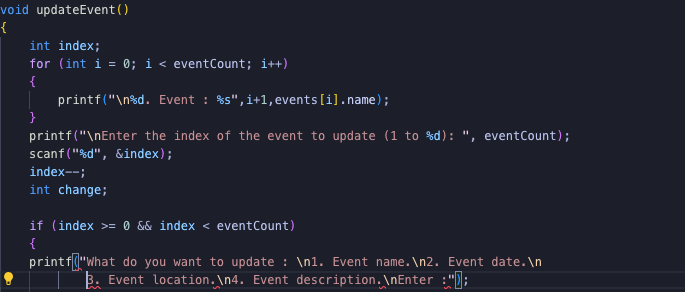 void updateEvent()
{
    int index;
    for (int i = 0; i < eventCount; i++)
    {
        printf("\n%d. Event : %s",i+1,events[i].name);
    }
    printf("\nEnter the index of the event to update (1 to %d): ", eventCount);
    scanf("%d", &index);
    index--;
    int change;

    if (index >= 0 && index < eventCount)
    {
    printf("What do you want to update : \n1. Event name.\n2. Event date.\n
            3. Event location.\n4. Event description.\nEnter :");